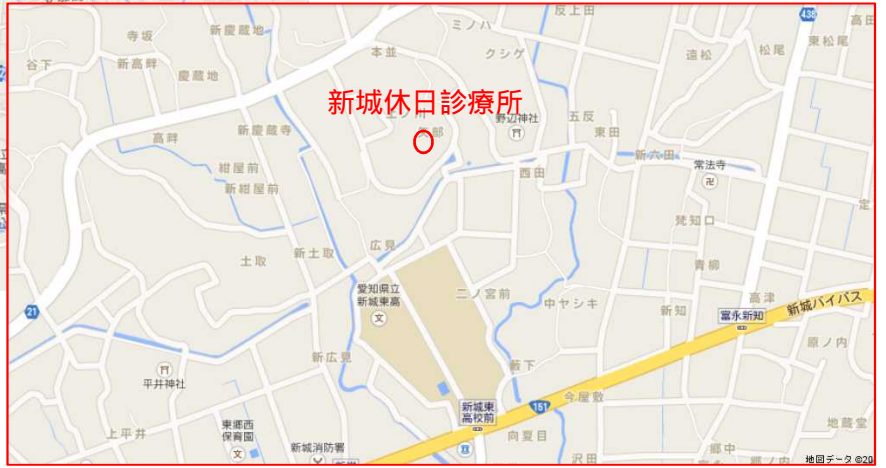 反上田
438
高田
ミノハ
寺坂
新慶蔵地
本並
クシゲ
遠松
松尾
東松尾
谷下
新高畔
慶蔵地
新城休日診療所
矢部
野辺神社
五反
東田
高畔
新慶蔵寺
新六田
常法寺
紺屋前
西田
新紺屋前
梵知口
広見
新土取
土取
青柳
愛知県立
新城東高
二ノ宮前
中ヤシキ
新知
高津
新城バイパス
富永新知
21
原ノ内
新広見
藪下
平井神社
今屋敷
151
新城東
高校前
上平井
東郷西
保育園
向夏目
地蔵堂
新城消防署
郷中
沢田
地図データ ©20